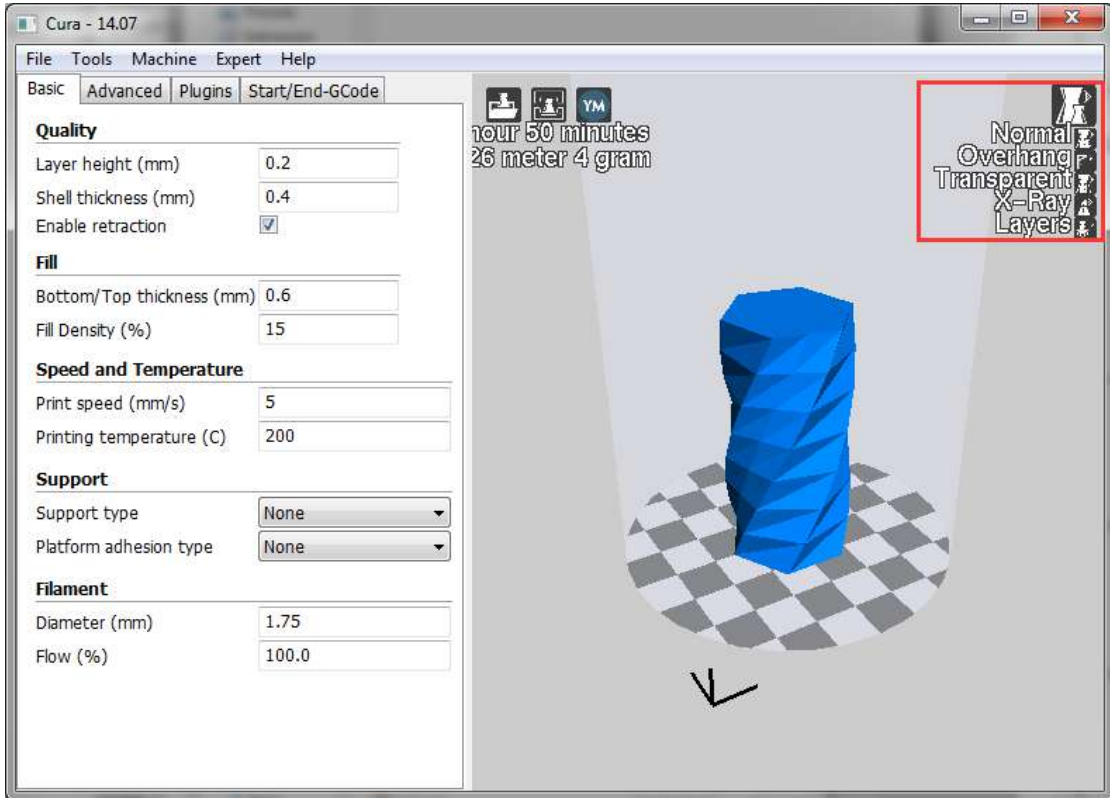 Cura - 14.07
File Tools Machine Expert Help
Basic Advanced Plugins Start/End-GCode
Quality
Layer height (mm) 0.2
Shell thickness (mm) 0.4
Enable retraction
Fill
Bottom/Top thickness (mm) 0.6
Fill Density (%) 15
Speed and Temperature
Print speed (mm/s) 5
Printing temperature (C) 200
Support
Support type None
Platform adhesion type None
Filament
Diameter (mm) 1.75
Flow (%) 100.0
YM
hour 50 minutes
26 meter 4 gram
Normal
Overhang
Transparent
X-Ray
Layers